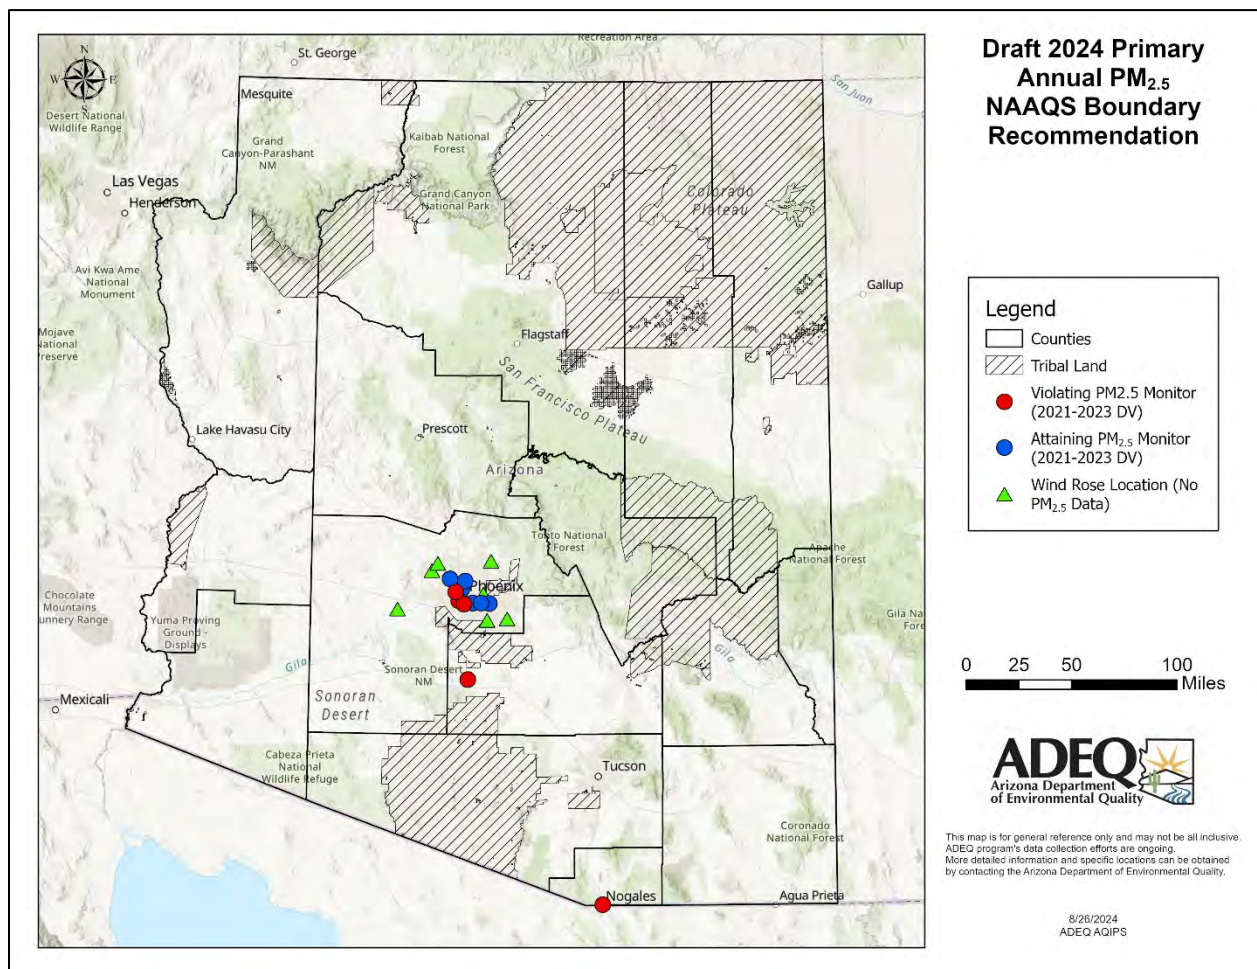 Draft 2024 Primary
Annual PM2.5
NAAQS Boundary
Recommendation
N
W
E
S
Recreation Area
St. George
San Juan
Mesquite
Desert National
Wildlife Range
Grand
Canyon-Parashant
NM
Kaibab National
Forest
Las Vegas
Henderson
Grand Canyon
National Park
Colorado
Plateau
Avi Kwa Ame
National
Monument
Gallup
Mojave
National
Preserve
Flagstaff
San Francisco Plateau
Lake Havasu City
Prescott
Arizona
Tonto National
Forest
Apache
National Forest
Phoenix
Chocolate
Mountains
unnery Range
Yuma Proving
Ground -
Displays
Gila Na
Fore
Gila
Gila
Sonoran Desert
NM
Mexicali
Sonoran
Desert
Cabeza Prieta
National
Wildlife Refuge
Tucson
Coronado
National Forest
Nogales
Agua Prieta
Legend
Counties
Tribal Land
Violating PM2.5 Monitor
(2021-2023 DV)
Attaining PM2.5 Monitor
(2021-2023 DV)
Wind Rose Location (No
PM2.5 Data)
0 25 50 100
Miles
ADEQ
Arizona Department
of Environmental Quality
This map is for general reference only and may not be all inclusive.
ADEQ program's data collection efforts are ongoing.
More detailed information and specific locations can be obtained
by contacting the Arizona Department of Environmental Quality.
8/26/2024
ADEQ AQIPS